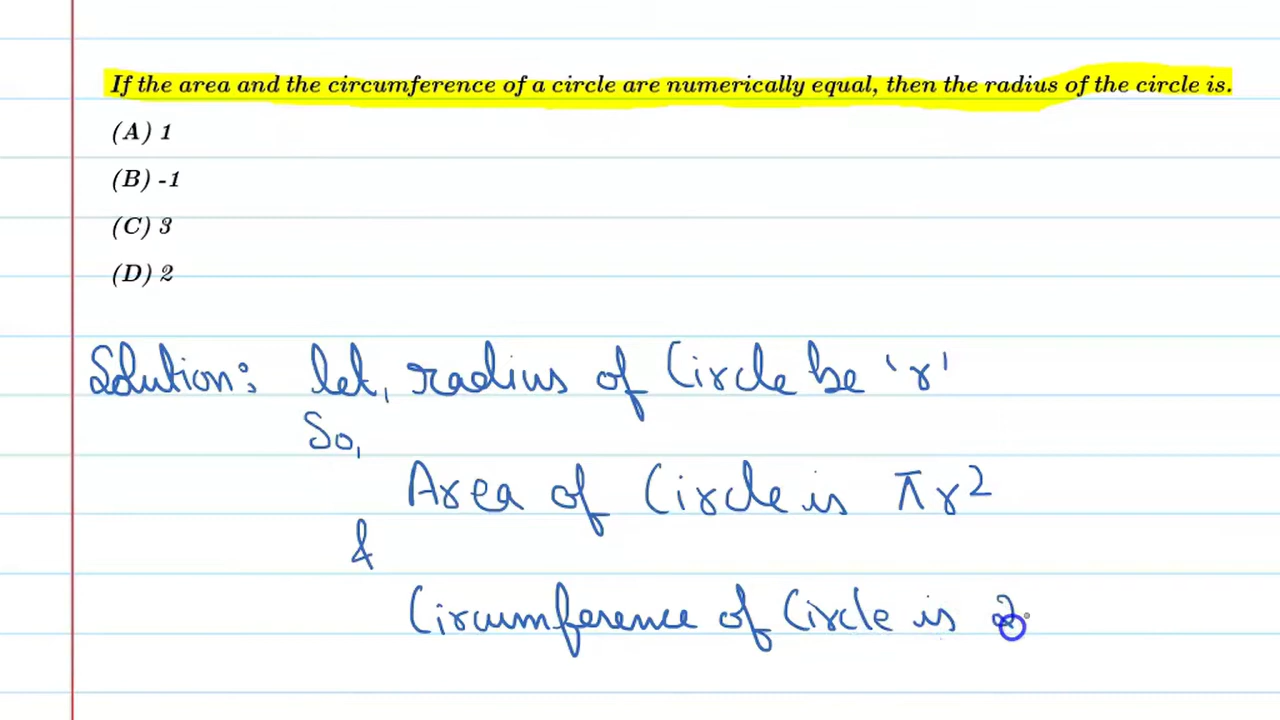 If the area and the circumference of a circle are numerically equal, then the radius of the circle is.
(A) 1
(B) -1
(C) 3
(D) 2
Solution: let, radius of Circle be 'r'
So,
Area of Circle is πr²
&
Circumference of Circle is 2